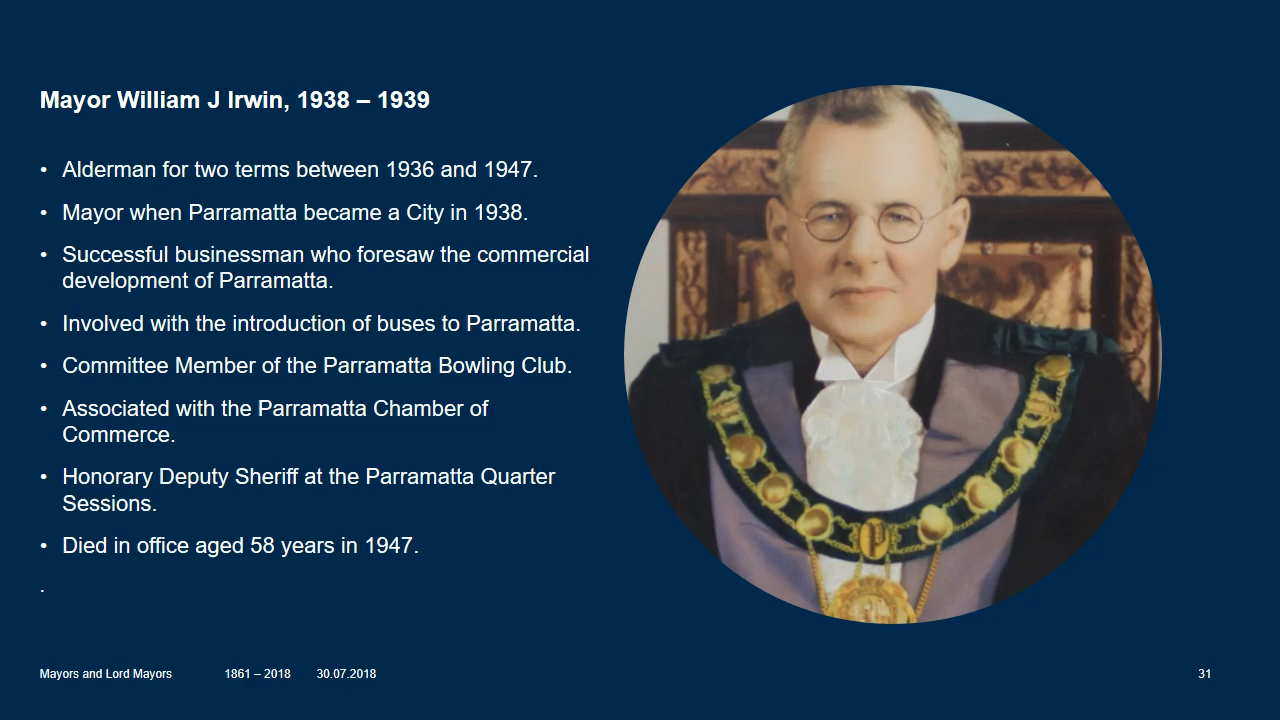 Mayor William J Irwin, 1938 – 1939
• Alderman for two terms between 1936 and 1947.
• Mayor when Parramatta became a City in 1938.
• Successful businessman who foresaw the commercial
development of Parramatta.
• Involved with the introduction of buses to Parramatta.
• Committee Member of the Parramatta Bowling Club.
• Associated with the Parramatta Chamber of
Commerce.
• Honorary Deputy Sheriff at the Parramatta Quarter
Sessions.
• Died in office aged 58 years in 1947.
.
Mayors and Lord Mayors 1861 – 2018 30.07.2018 31